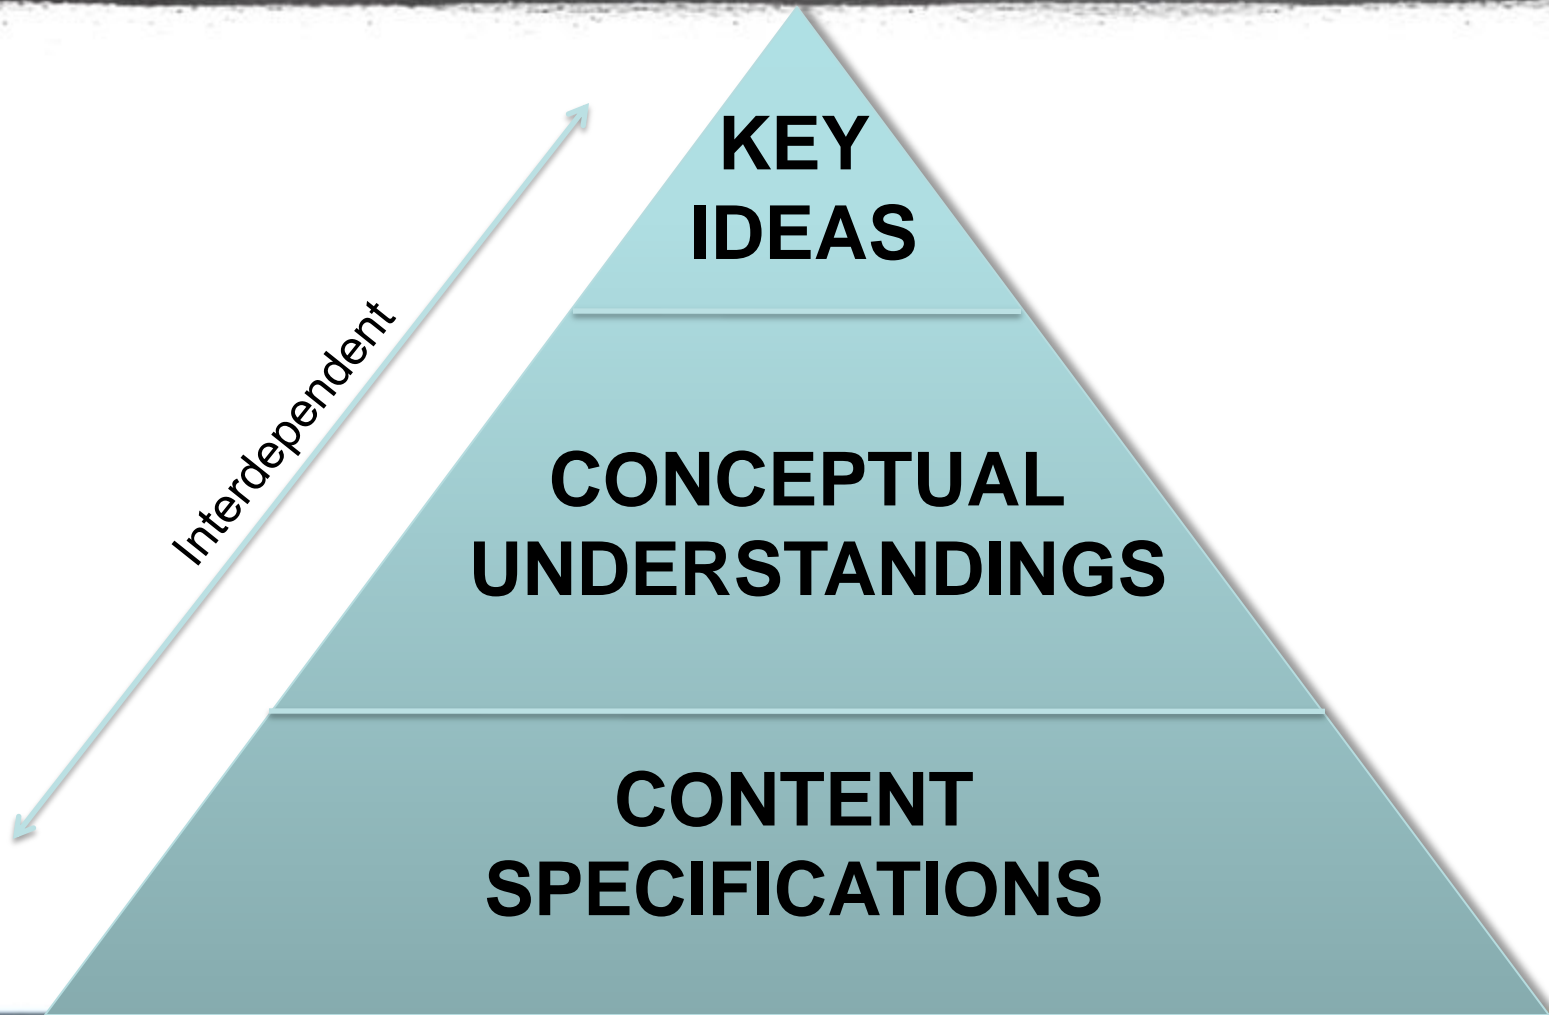 KEY
IDEAS
Interdependent
CONCEPTUAL
UNDERSTANDINGS
CONTENT
SPECIFICATIONS